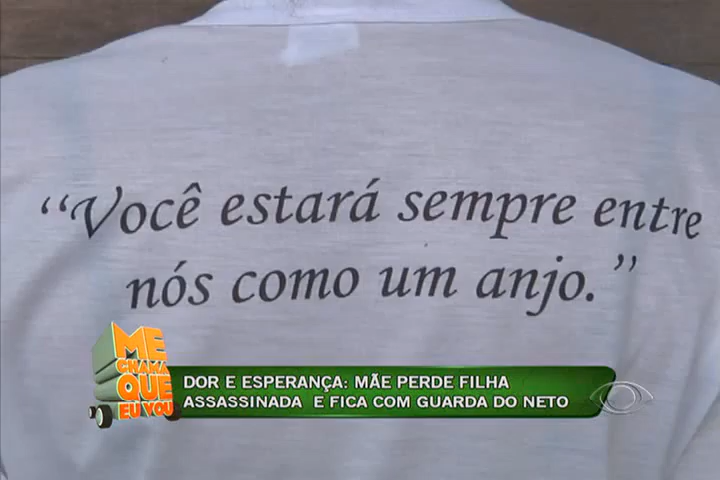 “Você estará sempre entre
nós como um anjo.”
ME
CHAMA
QUE
EU VOU
DOR E ESPERANÇA: MÃE PERDE FILHA
ASSASSINADA E FICA COM GUARDA DO NETO